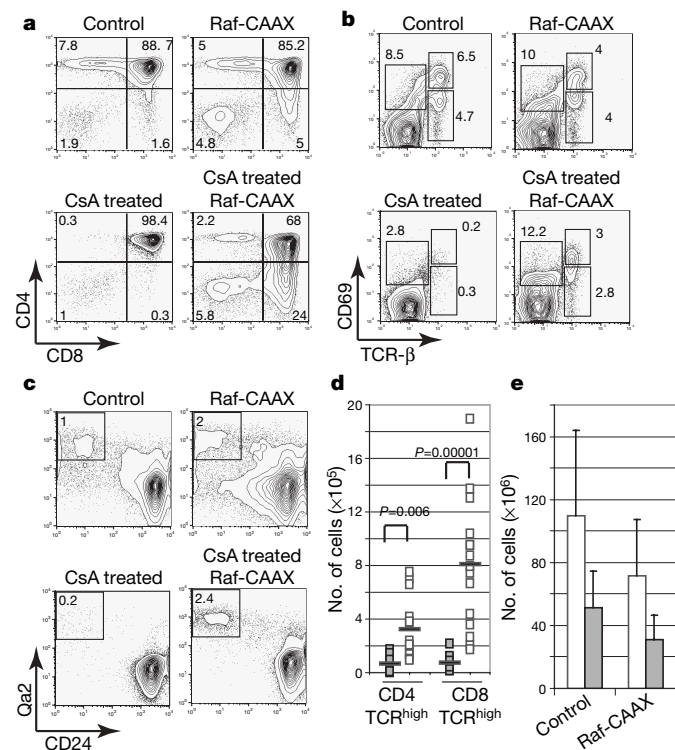 a
Control
Raf-CAAX
7.8
88. 7
5
85.2
1.9
1.6
4.8
5
CsA treated
CsA treated
Raf-CAAX
0.3
98.4
2.2
68
1
0.3
5.8
24
CD4
CD8
b
Control
Raf-CAAX
8.5
6.5
4.7
10
4
4
CsA treated
CsA treated
Raf-CAAX
2.8
0.2
0.3
12.2
3
2.8
CD69
TCR-β
c
Control
Raf-CAAX
1
2
CsA treated
CsA treated
Raf-CAAX
0.2
2.4
Qa2
CD24
d
No. of cells (×10⁵)
20
16
12
8
4
0
P=0.006
P=0.00001
CD4
TCRhigh
CD8
TCRhigh
e
No. of cells (×10⁶)
160
120
80
40
0
Control
Raf-CAAX